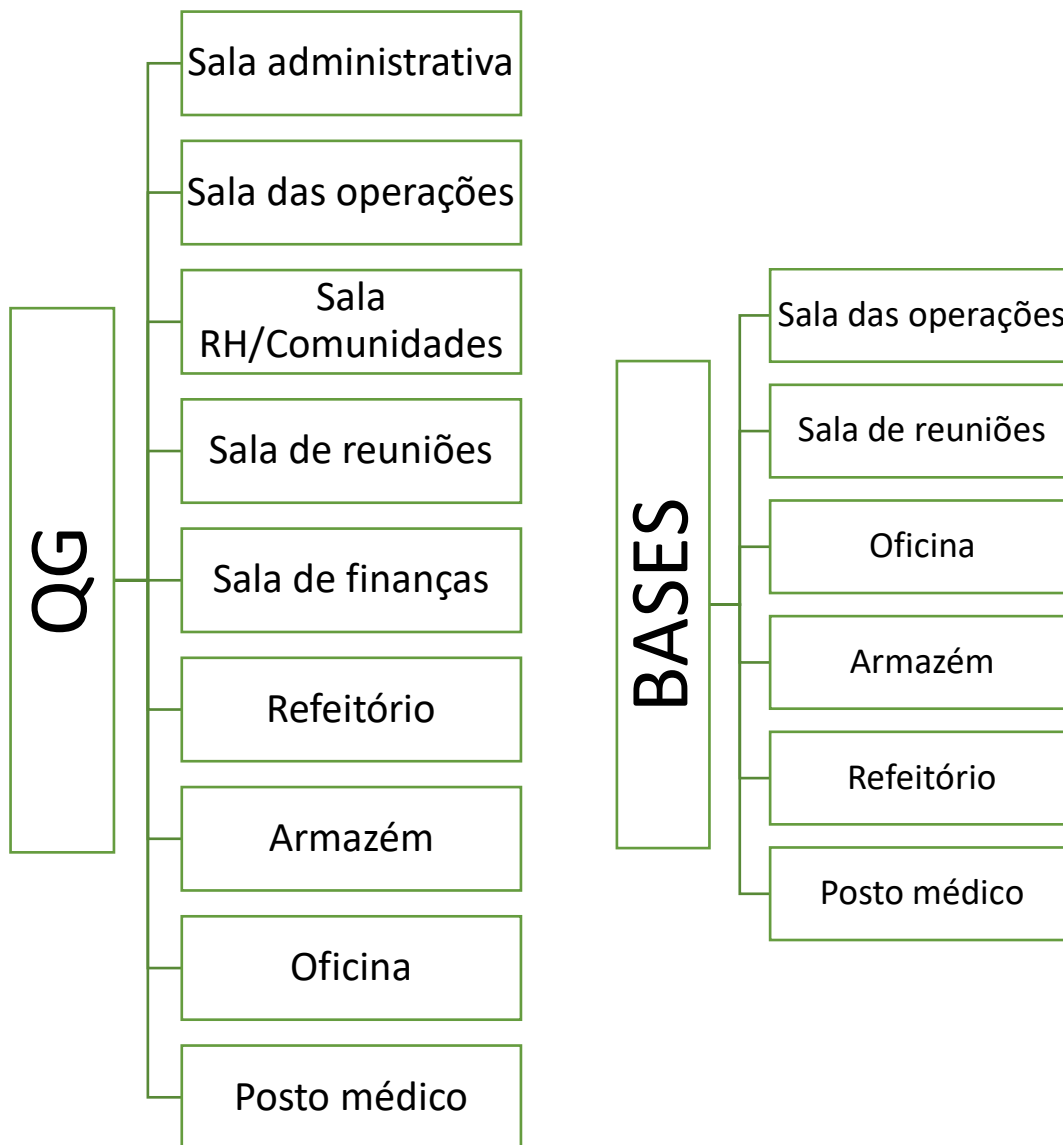 QG
Sala administrativa
Sala das operações
Sala
RH/Comunidades
Sala de reuniões
Sala de finanças
Refeitório
Armazém
Oficina
Posto médico
BASES
Sala das operações
Sala de reuniões
Oficina
Armazém
Refeitório
Posto médico